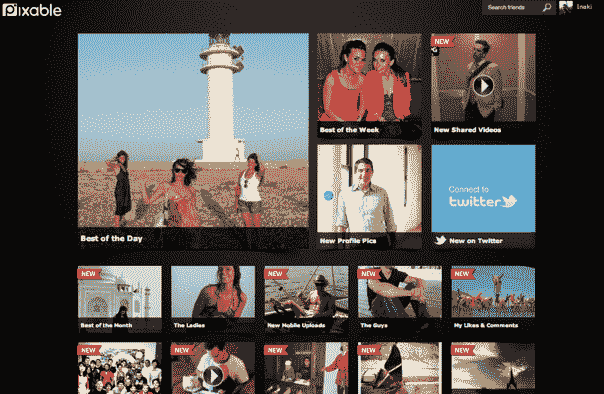 pixable
Search friends
Inaki
Best of the Day
Best of the Week
NEW
New Shared Videos
New Profile Pics
Connect to
twitter
New on Twitter
NEW
Best of the Month
NEW
The Ladies
NEW
New Mobile Uploads
NEW
The Guys
NEW
My Likes & Comments
NEW
NEW
NEW
NEW
NEW